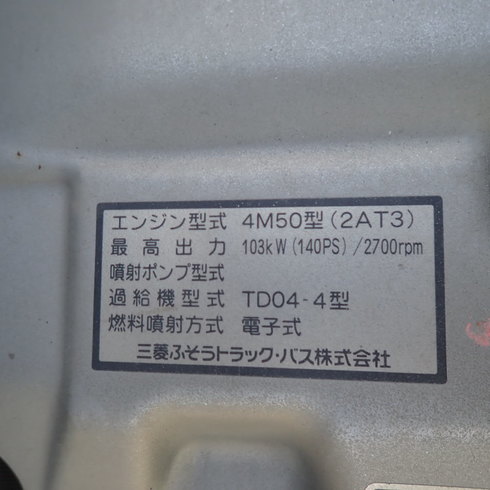 エンジン型式 4M50型(2AT3)
最高出力 103kW(140PS)/2700rpm
噴射ポンプ型式
過給機型式 TD04-4型
燃料噴射方式 電子式
三菱ふそうトラック・バス株式会社